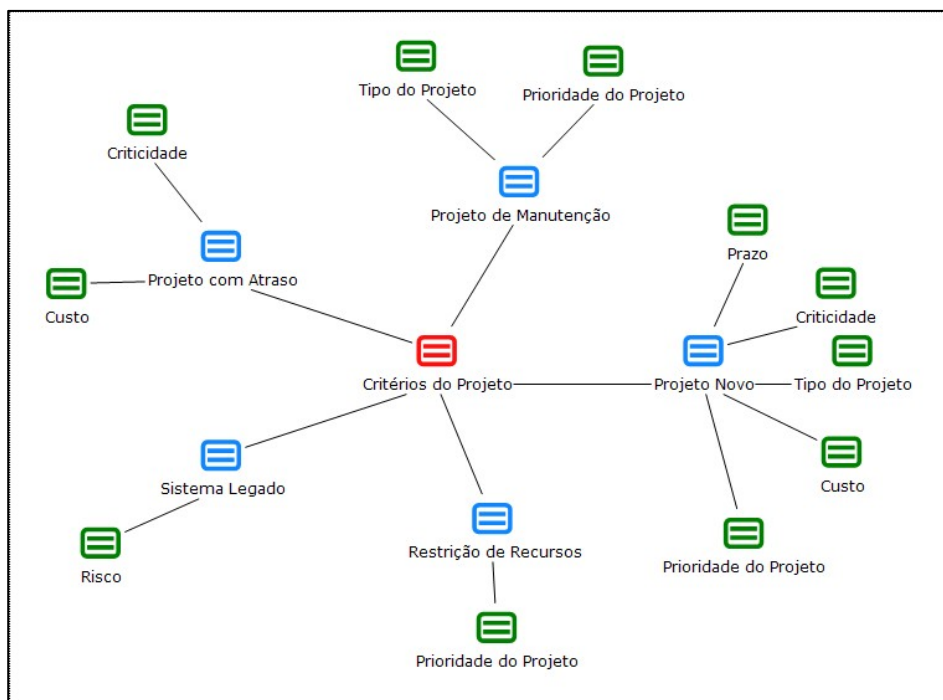 Tipo do Projeto
Prioridade do Projeto
Criticidade
Projeto de Manutenção
Prazo
Projeto com Atraso
Custo
Criticidade
Critérios do Projeto
Projeto Novo
Tipo do Projeto
Sistema Legado
Custo
Restrição de Recursos
Prioridade do Projeto
Risco
Prioridade do Projeto